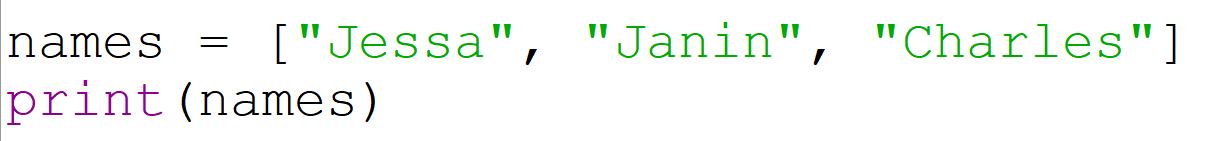 names = ["Jessa", "Janin", "Charles"]
print(names)